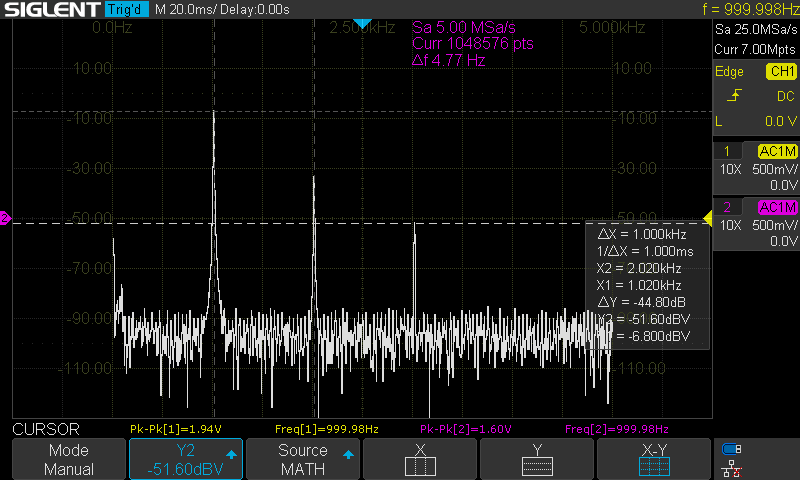 SIGLENT Trig'd M 20.0ms/ Delay:0.00s f = 999.998Hz
0.0Hz 2.500kHz 5.000kHz
Sa 5.00 MSa/s
Curr 1048576 pts
Δf 4.77 Hz
Sa 25.0MSa/s
Curr 7.00Mpts
Edge CH1
DC
L 0.0 V
1 AC1M
10X 500mV/
0.0V
2 AC1M
10X 500mV/
0.0V
10.00 10.00
-10.00 -10.00
-30.00 -30.00
2
-50.00 -50.00
-70.00
-90.00
-110.00 -110.00
ΔX = 1.000kHz
1/ΔX = 1.000ms
X2 = 2.020kHz
X1 = 1.020kHz
ΔY = -44.80dB
Y2 = -51.60dBV
= -6.800dBV
CURSOR Pk-Pk[1]=1.94V Freq[1]=999.98Hz Pk-Pk[2]=1.60V Freq[2]=999.98Hz
Mode Y2 Source X Y X-Y
Manual -51.60dBV MATH